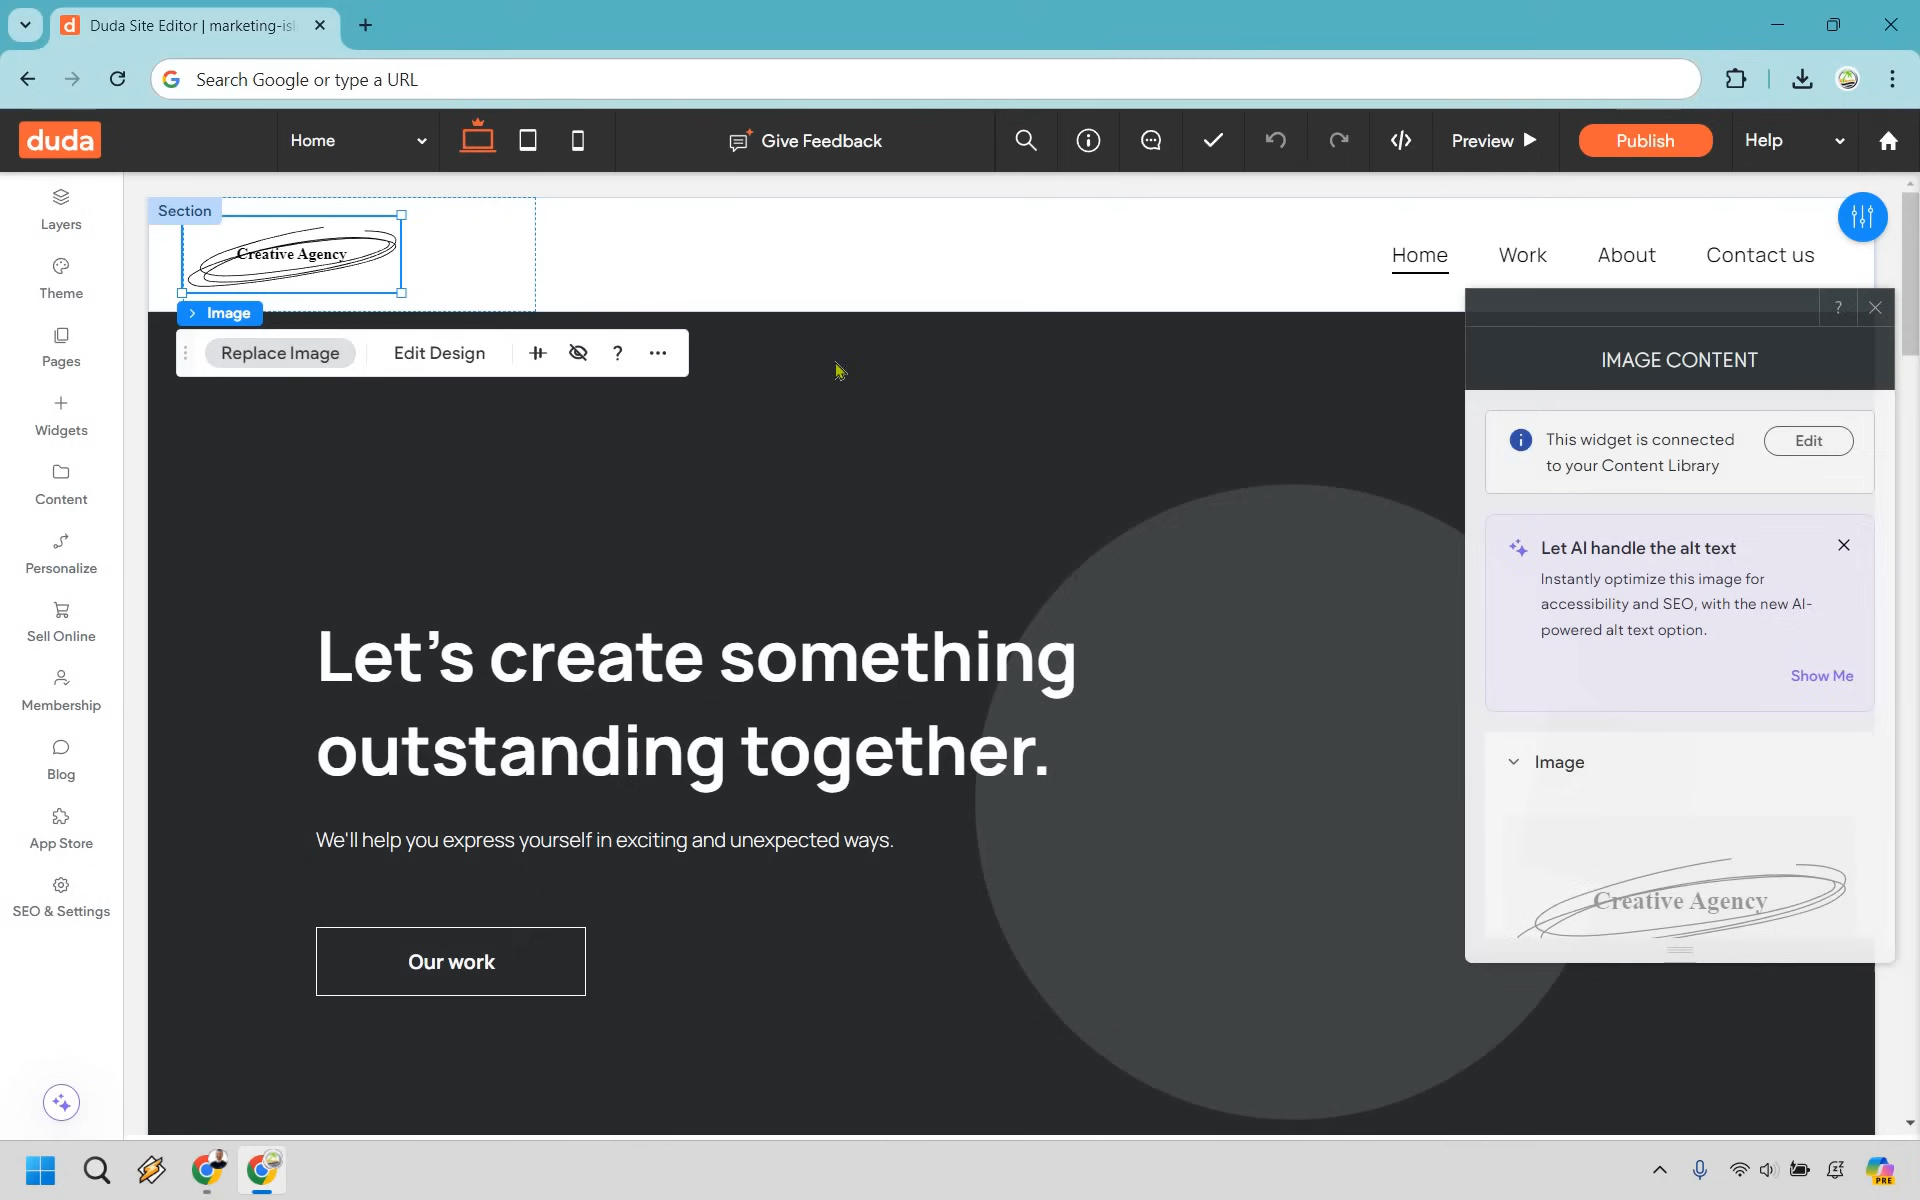 Duda Site Editor | marketing-isl
Search Google or type a URL
duda
Home
Give Feedback
Preview
Publish
Help
Layers
Theme
Pages
Widgets
Content
Personalize
Sell Online
Membership
Blog
App Store
SEO & Settings
Section
Creative Agency
Home
Work
About
Contact us
Image
Replace Image
Edit Design
?
Let's create something
outstanding together.
We'll help you express yourself in exciting and unexpected ways.
Our work
?
IMAGE CONTENT
This widget is connected
to your Content Library
Edit
Let AI handle the alt text
Instantly optimize this image for
accessibility and SEO, with the new AI-
powered alt text option.
Show Me
Image
Creative Agency
PRE